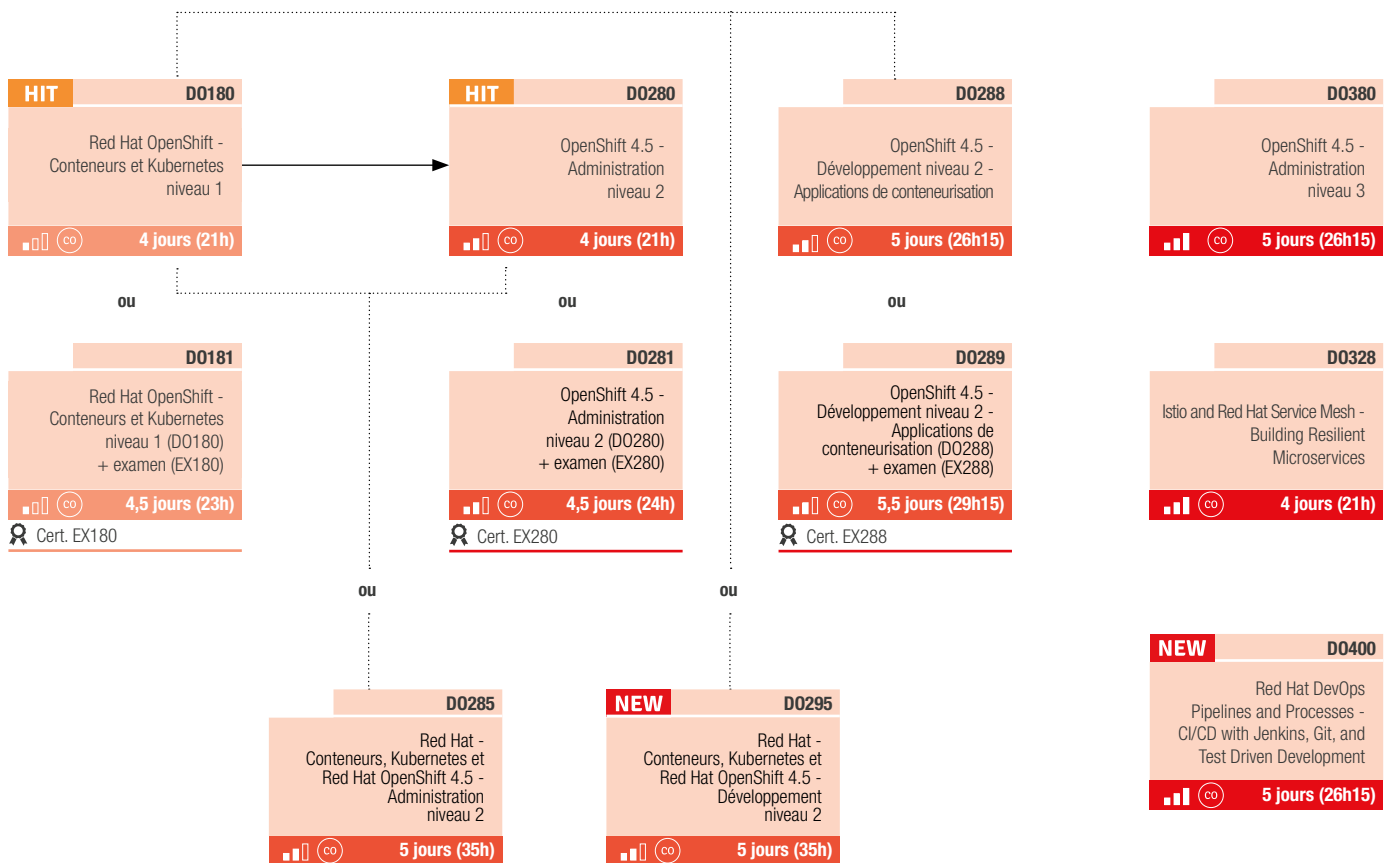 HIT DO180
Red Hat OpenShift -
Conteneurs et Kubernetes
niveau 1
co 4 jours (21h)
HIT DO280
OpenShift 4.5 -
Administration
niveau 2
co 4 jours (21h)
DO288
OpenShift 4.5 -
Développement niveau 2 -
Applications de conteneurisation
co 5 jours (26h15)
DO380
OpenShift 4.5 -
Administration
niveau 3
co 5 jours (26h15)
ou
ou
ou
DO181
Red Hat OpenShift -
Conteneurs et Kubernetes
niveau 1 (DO180)
+ examen (EX180)
co 4,5 jours (23h)
Cert. EX180
DO281
OpenShift 4.5 -
Administration
niveau 2 (DO280)
+ examen (EX280)
co 4,5 jours (24h)
Cert. EX280
DO289
OpenShift 4.5 -
Développement niveau 2 -
Applications de
conteneurisation (DO288)
+ examen (EX288)
co 5,5 jours (29h15)
Cert. EX288
DO328
Istio and Red Hat Service Mesh -
Building Resilient
Microservices
co 4 jours (21h)
ou
ou
DO285
Red Hat -
Conteneurs, Kubernetes et
Red Hat OpenShift 4.5 -
Administration
niveau 2
co 5 jours (35h)
NEW DO295
Red Hat -
Conteneurs, Kubernetes et
Red Hat OpenShift 4.5 -
Développement
niveau 2
co 5 jours (35h)
NEW DO400
Red Hat DevOps
Pipelines and Processes -
CI/CD with Jenkins, Git, and
Test Driven Development
co 5 jours (26h15)